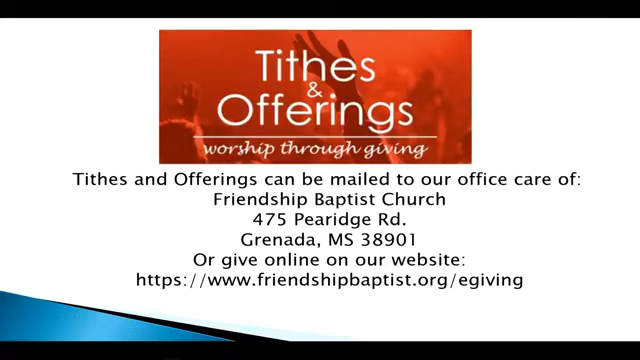 Tithes
&
Offerings
worship through giving
Tithes and Offerings can be mailed to our office care of:
Friendship Baptist Church
475 Pearidge Rd.
Grenada, MS 38901
Or give online on our website:
https://www.friendshipbaptist.org/egiving